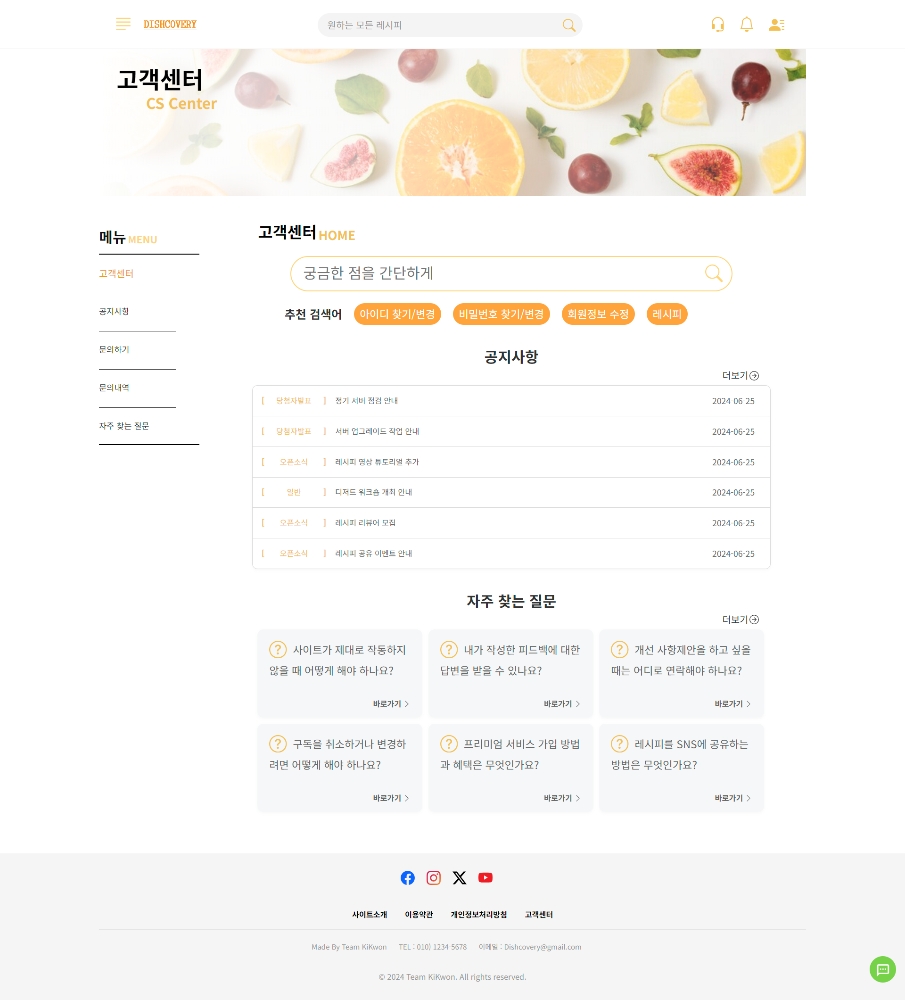 DISHCOVERY
원하는 모든 레시피
고객센터
CS Center
메뉴 MENU
고객센터
공지사항
문의하기
문의내역
자주 찾는 질문
고객센터 HOME
궁금한 점을 간단하게
추천 검색어 아이디 찾기/변경 비밀번호 찾기/변경 회원정보 수정 레시피
공지사항
더보기
[ 당첨자발표 ] 정기 서버 점검 안내 2024-06-25
[ 당첨자발표 ] 서버 업그레이드 작업 안내 2024-06-25
[ 오픈소식 ] 레시피 영상 튜토리얼 추가 2024-06-25
[ 일반 ] 디저트 워크숍 개최 안내 2024-06-25
[ 오픈소식 ] 레시피 리뷰어 모집 2024-06-25
[ 오픈소식 ] 레시피 공유 이벤트 안내 2024-06-25
자주 찾는 질문
더보기
사이트가 제대로 작동하지
않을 때 어떻게 해야 하나요?
바로가기
내가 작성한 피드백에 대한
답변을 받을 수 있나요?
바로가기
개선 사항제안을 하고 싶을
때는 어디로 연락해야 하나요?
바로가기
구독을 취소하거나 변경하
려면 어떻게 해야 하나요?
바로가기
프리미엄 서비스 가입 방법
과 혜택은 무엇인가요?
바로가기
레시피를 SNS에 공유하는
방법은 무엇인가요?
바로가기
사이트소개 이용약관 개인정보처리방침 고객센터
Made By Team KiKwon TEL : 010) 1234-5678 이메일 : Dishcovery@gmail.com
© 2024 Team KiKwon. All rights reserved.